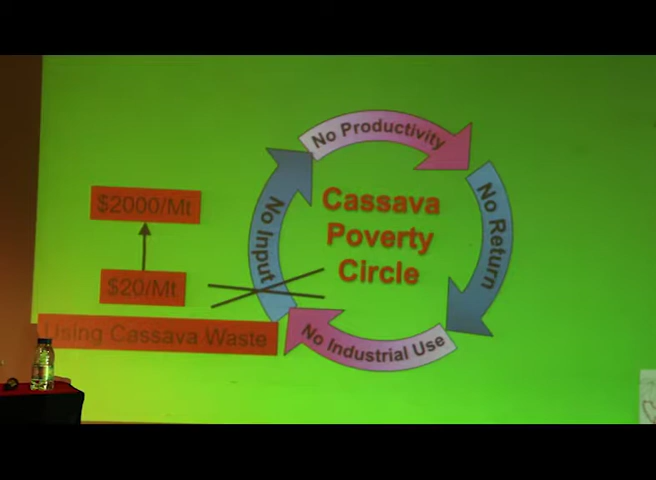 No Productivity
No Return
No Industrial Use
No Input
Cassava
Poverty
Circle
$2000/Mt
$20/Mt
Using Cassava Waste